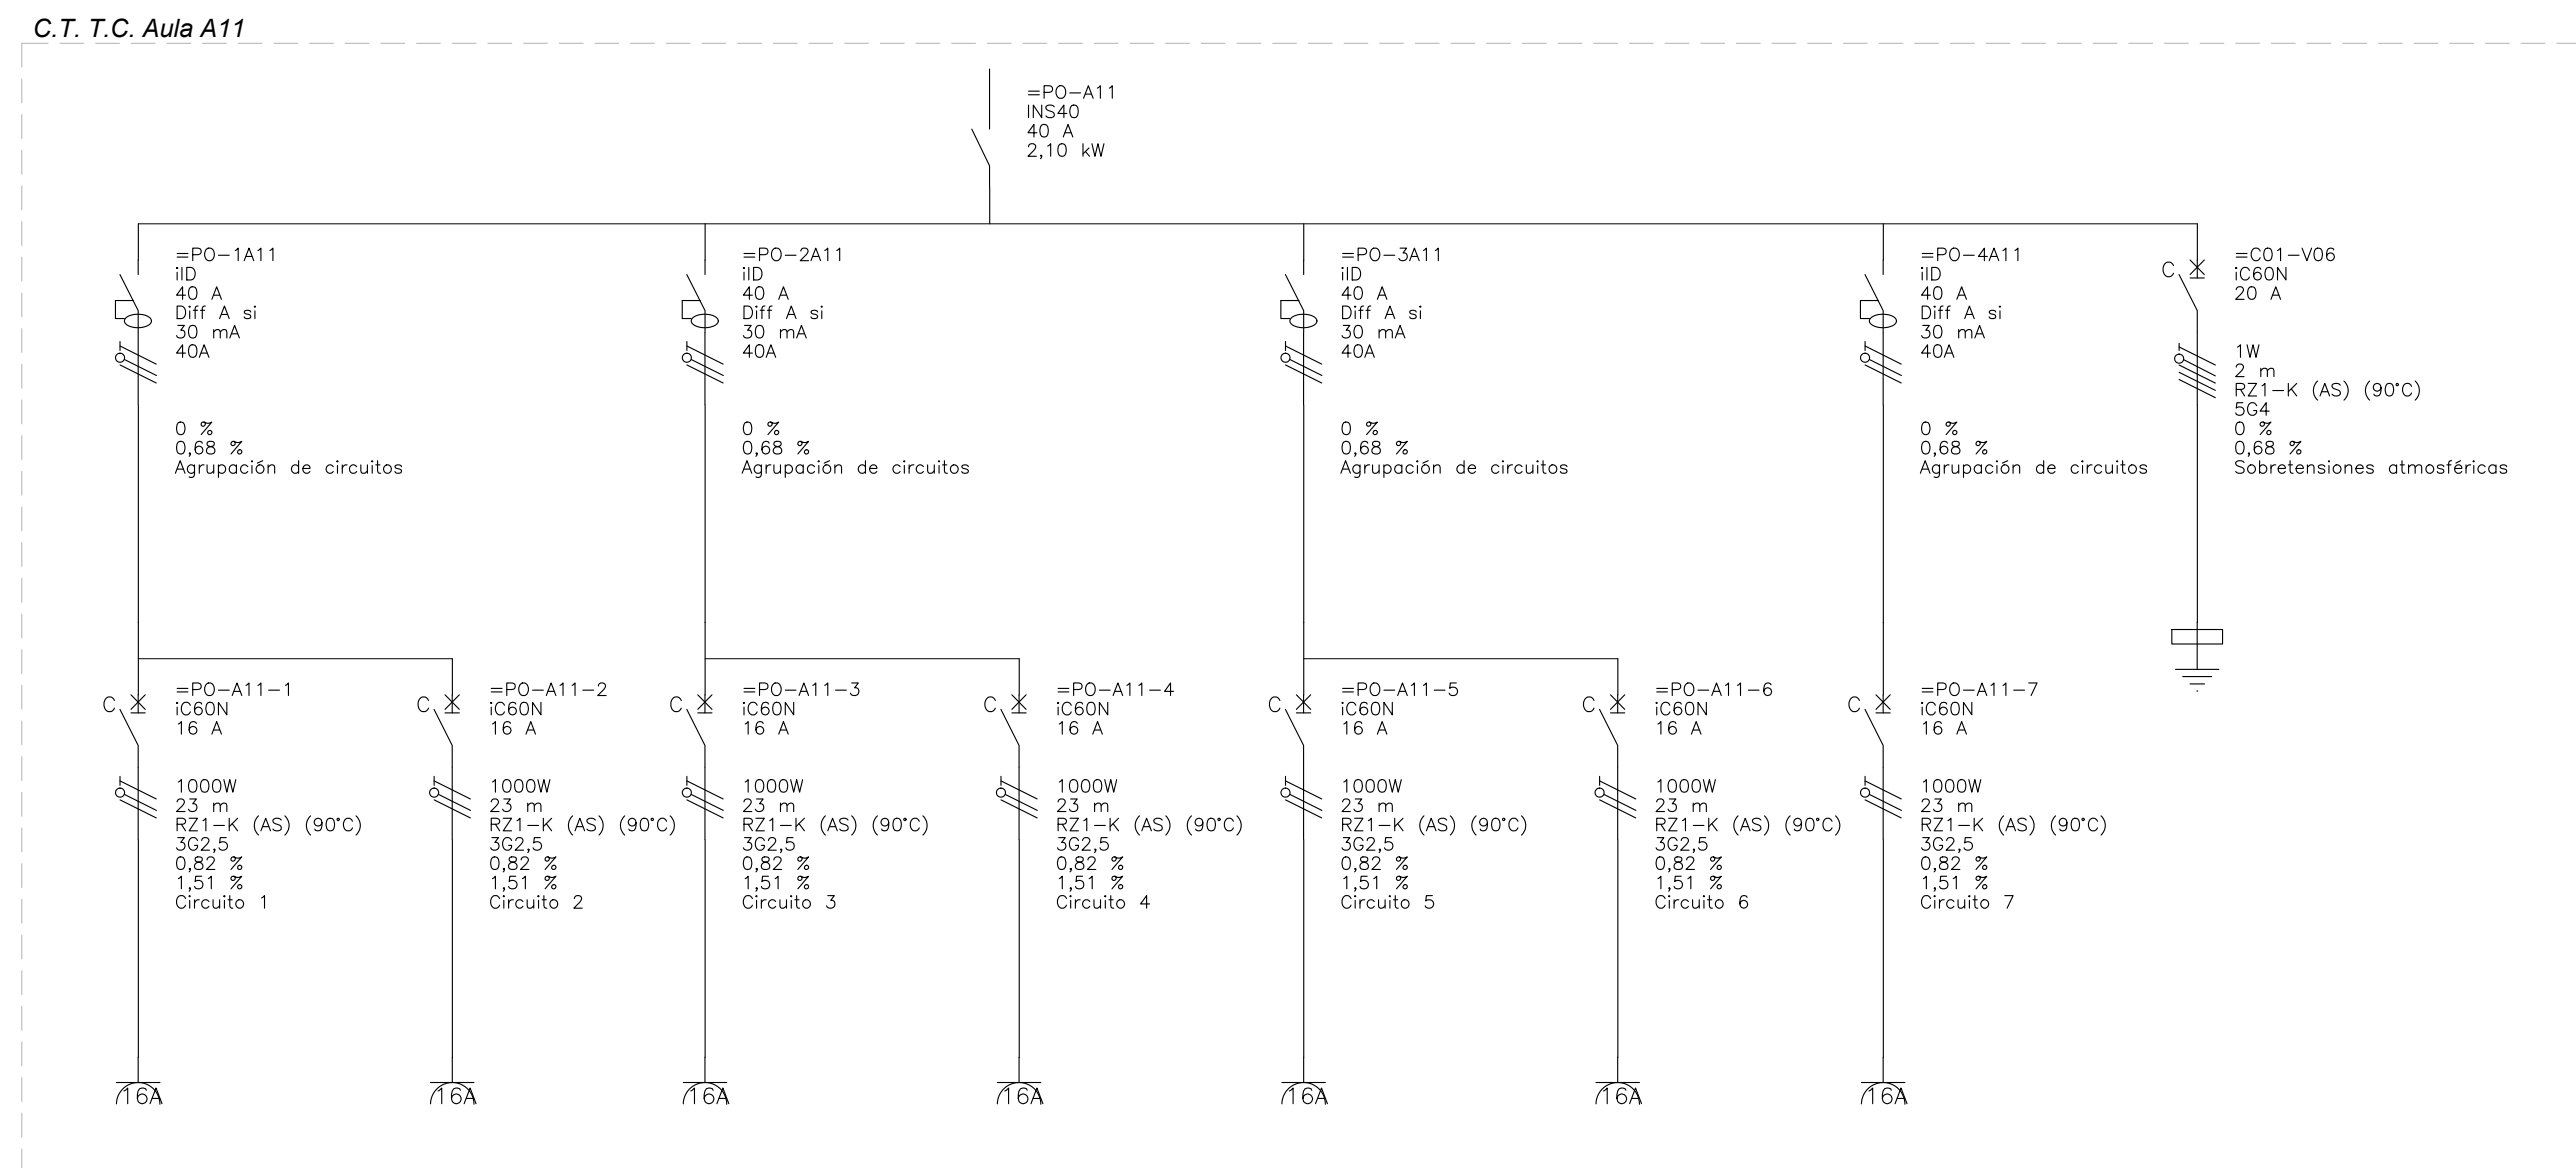 C.T. T.C. Aula A11
=PO-A11
INS40
40 A
2,10 kW
=PO-1A11
iID
40 A
Diff A si
30 mA
40A
0 %
0,68 %
Agrupación de circuitos
=PO-2A11
iID
40 A
Diff A si
30 mA
40A
0 %
0,68 %
Agrupación de circuitos
=PO-3A11
iID
40 A
Diff A si
30 mA
40A
0 %
0,68 %
Agrupación de circuitos
=PO-4A11
iID
40 A
Diff A si
30 mA
40A
0 %
0,68 %
Agrupación de circuitos
C
=C01-V06
iC60N
20 A
1W
2 m
RZ1-K (AS) (90°C)
5G4
0 %
0,68 %
Sobretensiones atmosféricas
C
=PO-A11-1
iC60N
16 A
1000W
23 m
RZ1-K (AS) (90°C)
3G2,5
0,82 %
1,51 %
Circuito 1
16A
C
=PO-A11-2
iC60N
16 A
1000W
23 m
RZ1-K (AS) (90°C)
3G2,5
0,82 %
1,51 %
Circuito 2
16A
C
=PO-A11-3
iC60N
16 A
1000W
23 m
RZ1-K (AS) (90°C)
3G2,5
0,82 %
1,51 %
Circuito 3
16A
C
=PO-A11-4
iC60N
16 A
1000W
23 m
RZ1-K (AS) (90°C)
3G2,5
0,82 %
1,51 %
Circuito 4
16A
C
=PO-A11-5
iC60N
16 A
1000W
23 m
RZ1-K (AS) (90°C)
3G2,5
0,82 %
1,51 %
Circuito 5
16A
C
=PO-A11-6
iC60N
16 A
1000W
23 m
RZ1-K (AS) (90°C)
3G2,5
0,82 %
1,51 %
Circuito 6
16A
C
=PO-A11-7
iC60N
16 A
1000W
23 m
RZ1-K (AS) (90°C)
3G2,5
0,82 %
1,51 %
Circuito 7
16A